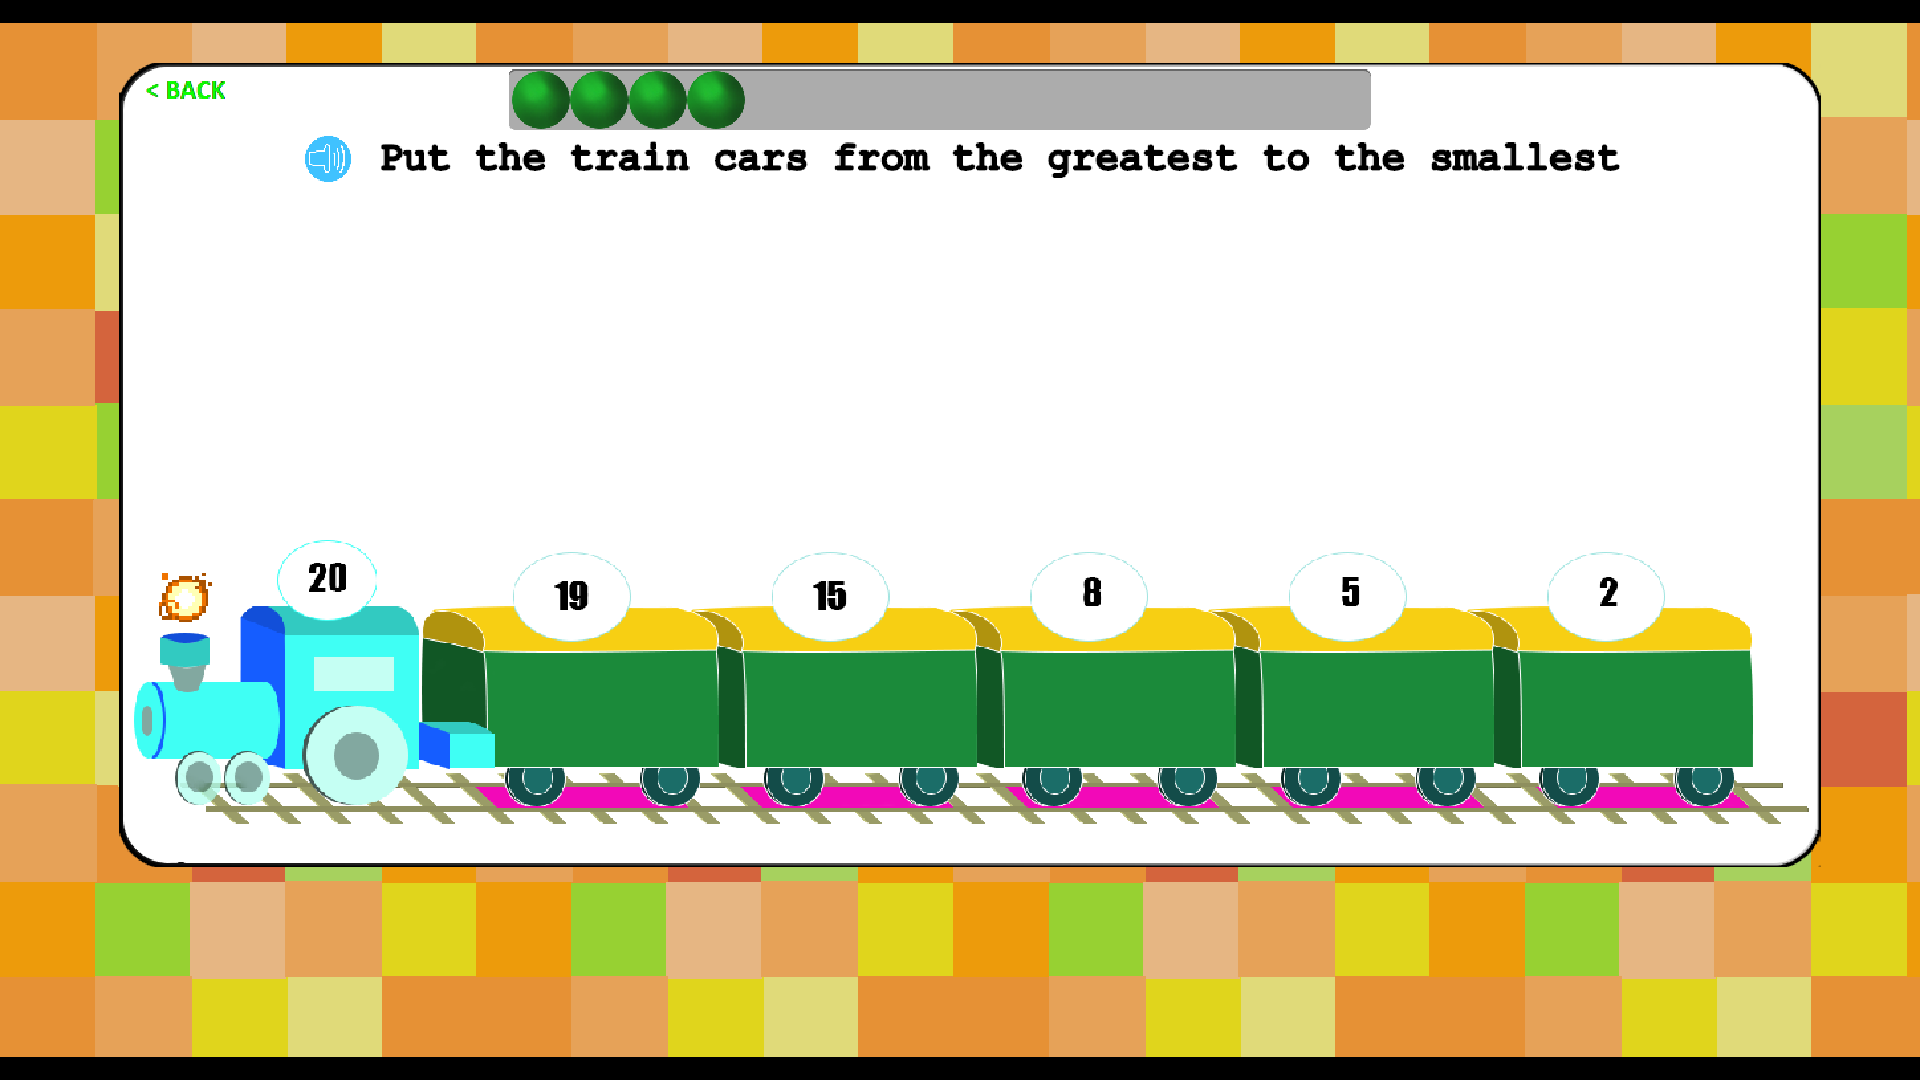 < BACK
Put the train cars from the greatest to the smallest
20 19 15 8 5 2